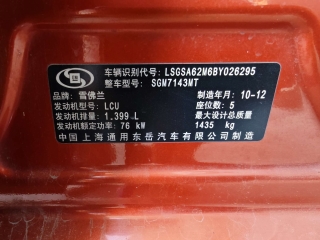 车辆识别代号: LSGSA62M6BY026295
整车型号: SGM7143MT
品牌: 雪佛兰 制造年月: 10-12
发动机型号: LCU 座位数: 5
发动机排量: 1.399 L 最大设计总质量
发动机额定功率: 76 kW 1435 kg
中国上海通用东岳汽车有限公司制造